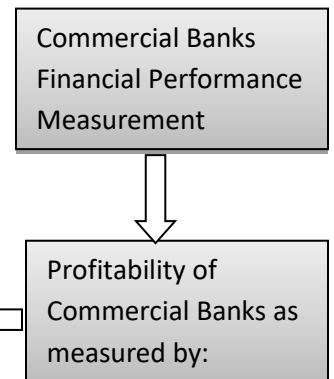 Commercial Banks
Financial Performance
Measurement
Profitability of
Commercial Banks as
measured by: